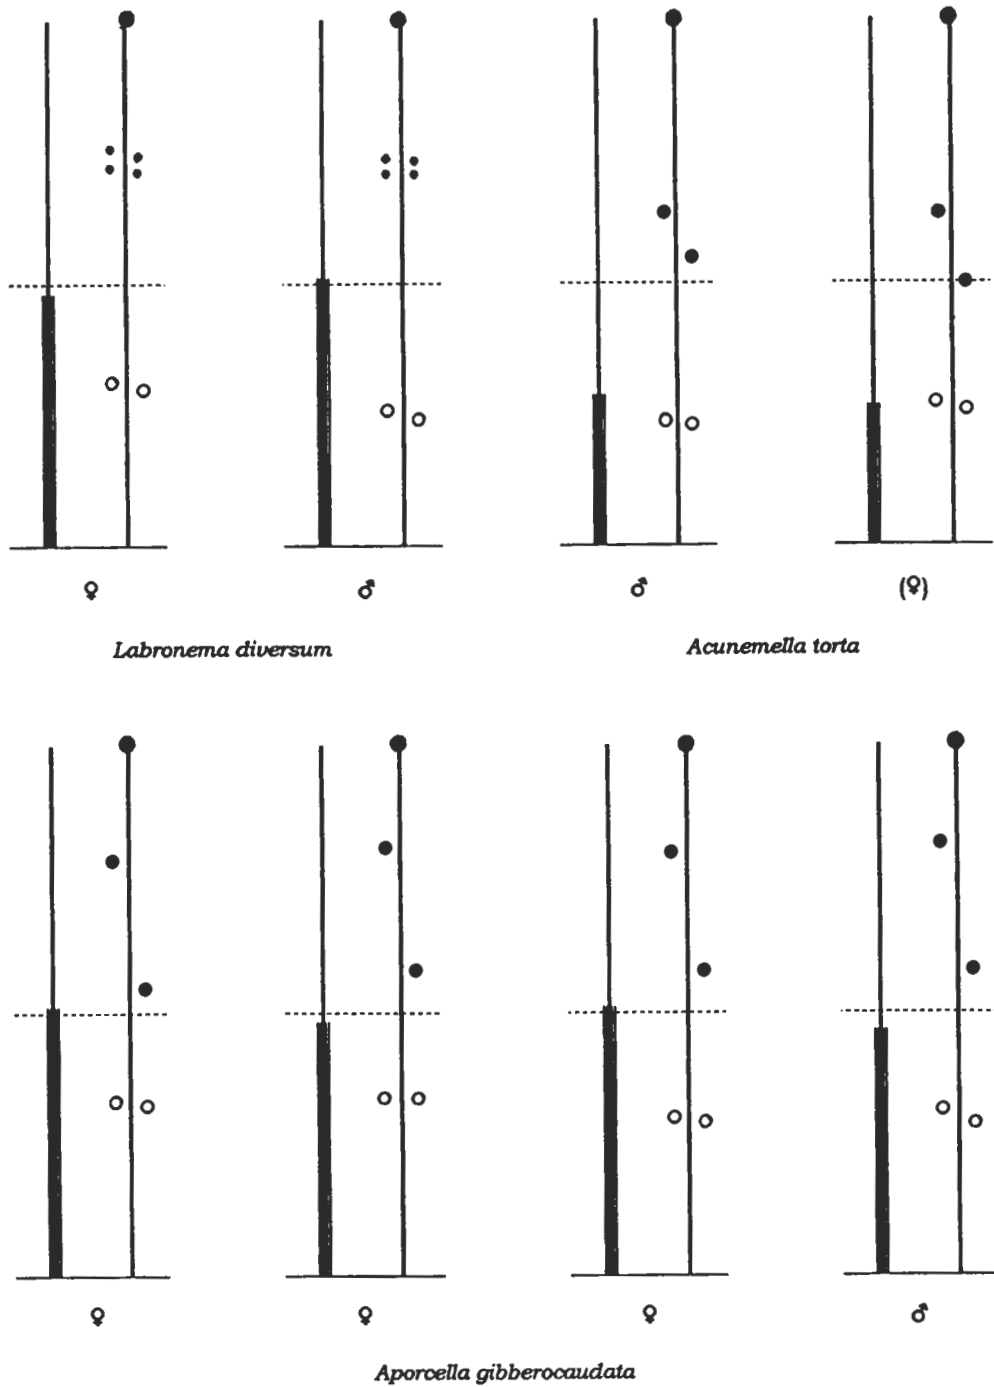 ♀ ♂ ♂ (♀)
Labronema diversum Acunemella torta
♀ ♀ ♀ ♂
Aporcella gibberocaudata